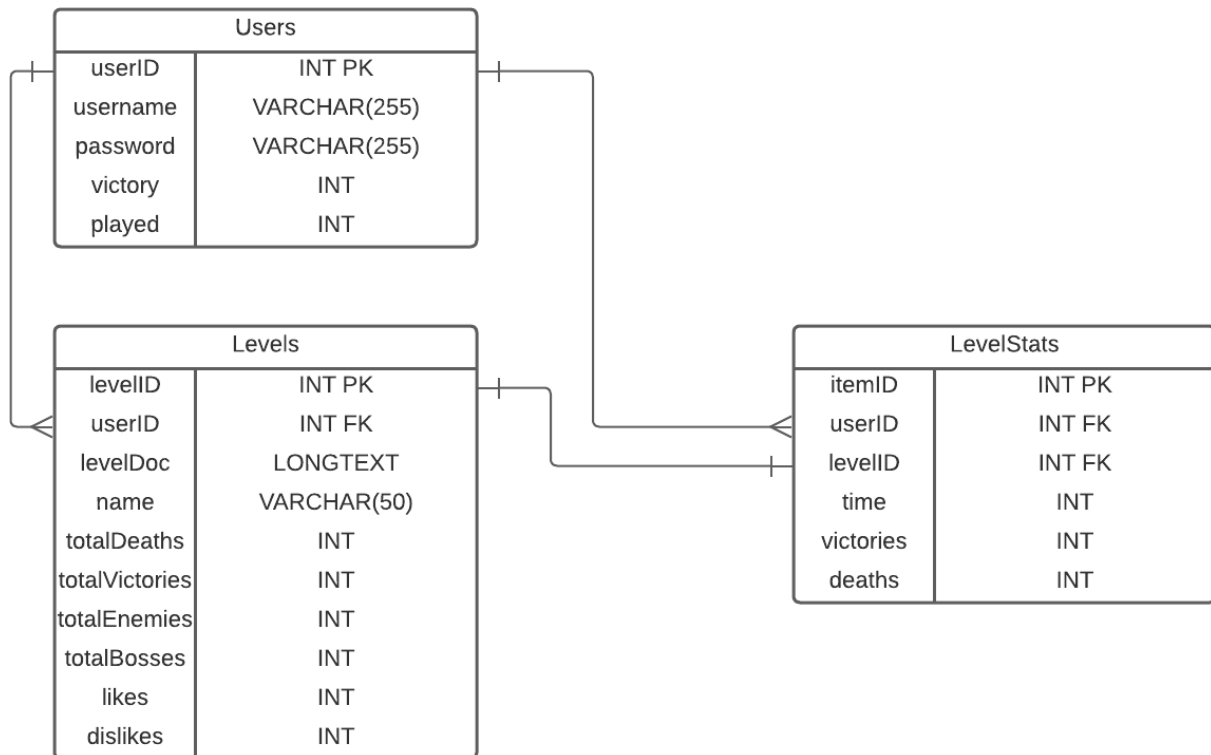 Users
userID INT PK
username VARCHAR(255)
password VARCHAR(255)
victory INT
played INT
Levels
levelID INT PK
userID INT FK
levelDoc LONGTEXT
name VARCHAR(50)
totalDeaths INT
totalVictories INT
totalEnemies INT
totalBosses INT
likes INT
dislikes INT
LevelStats
itemID INT PK
userID INT FK
levelID INT FK
time INT
victories INT
deaths INT